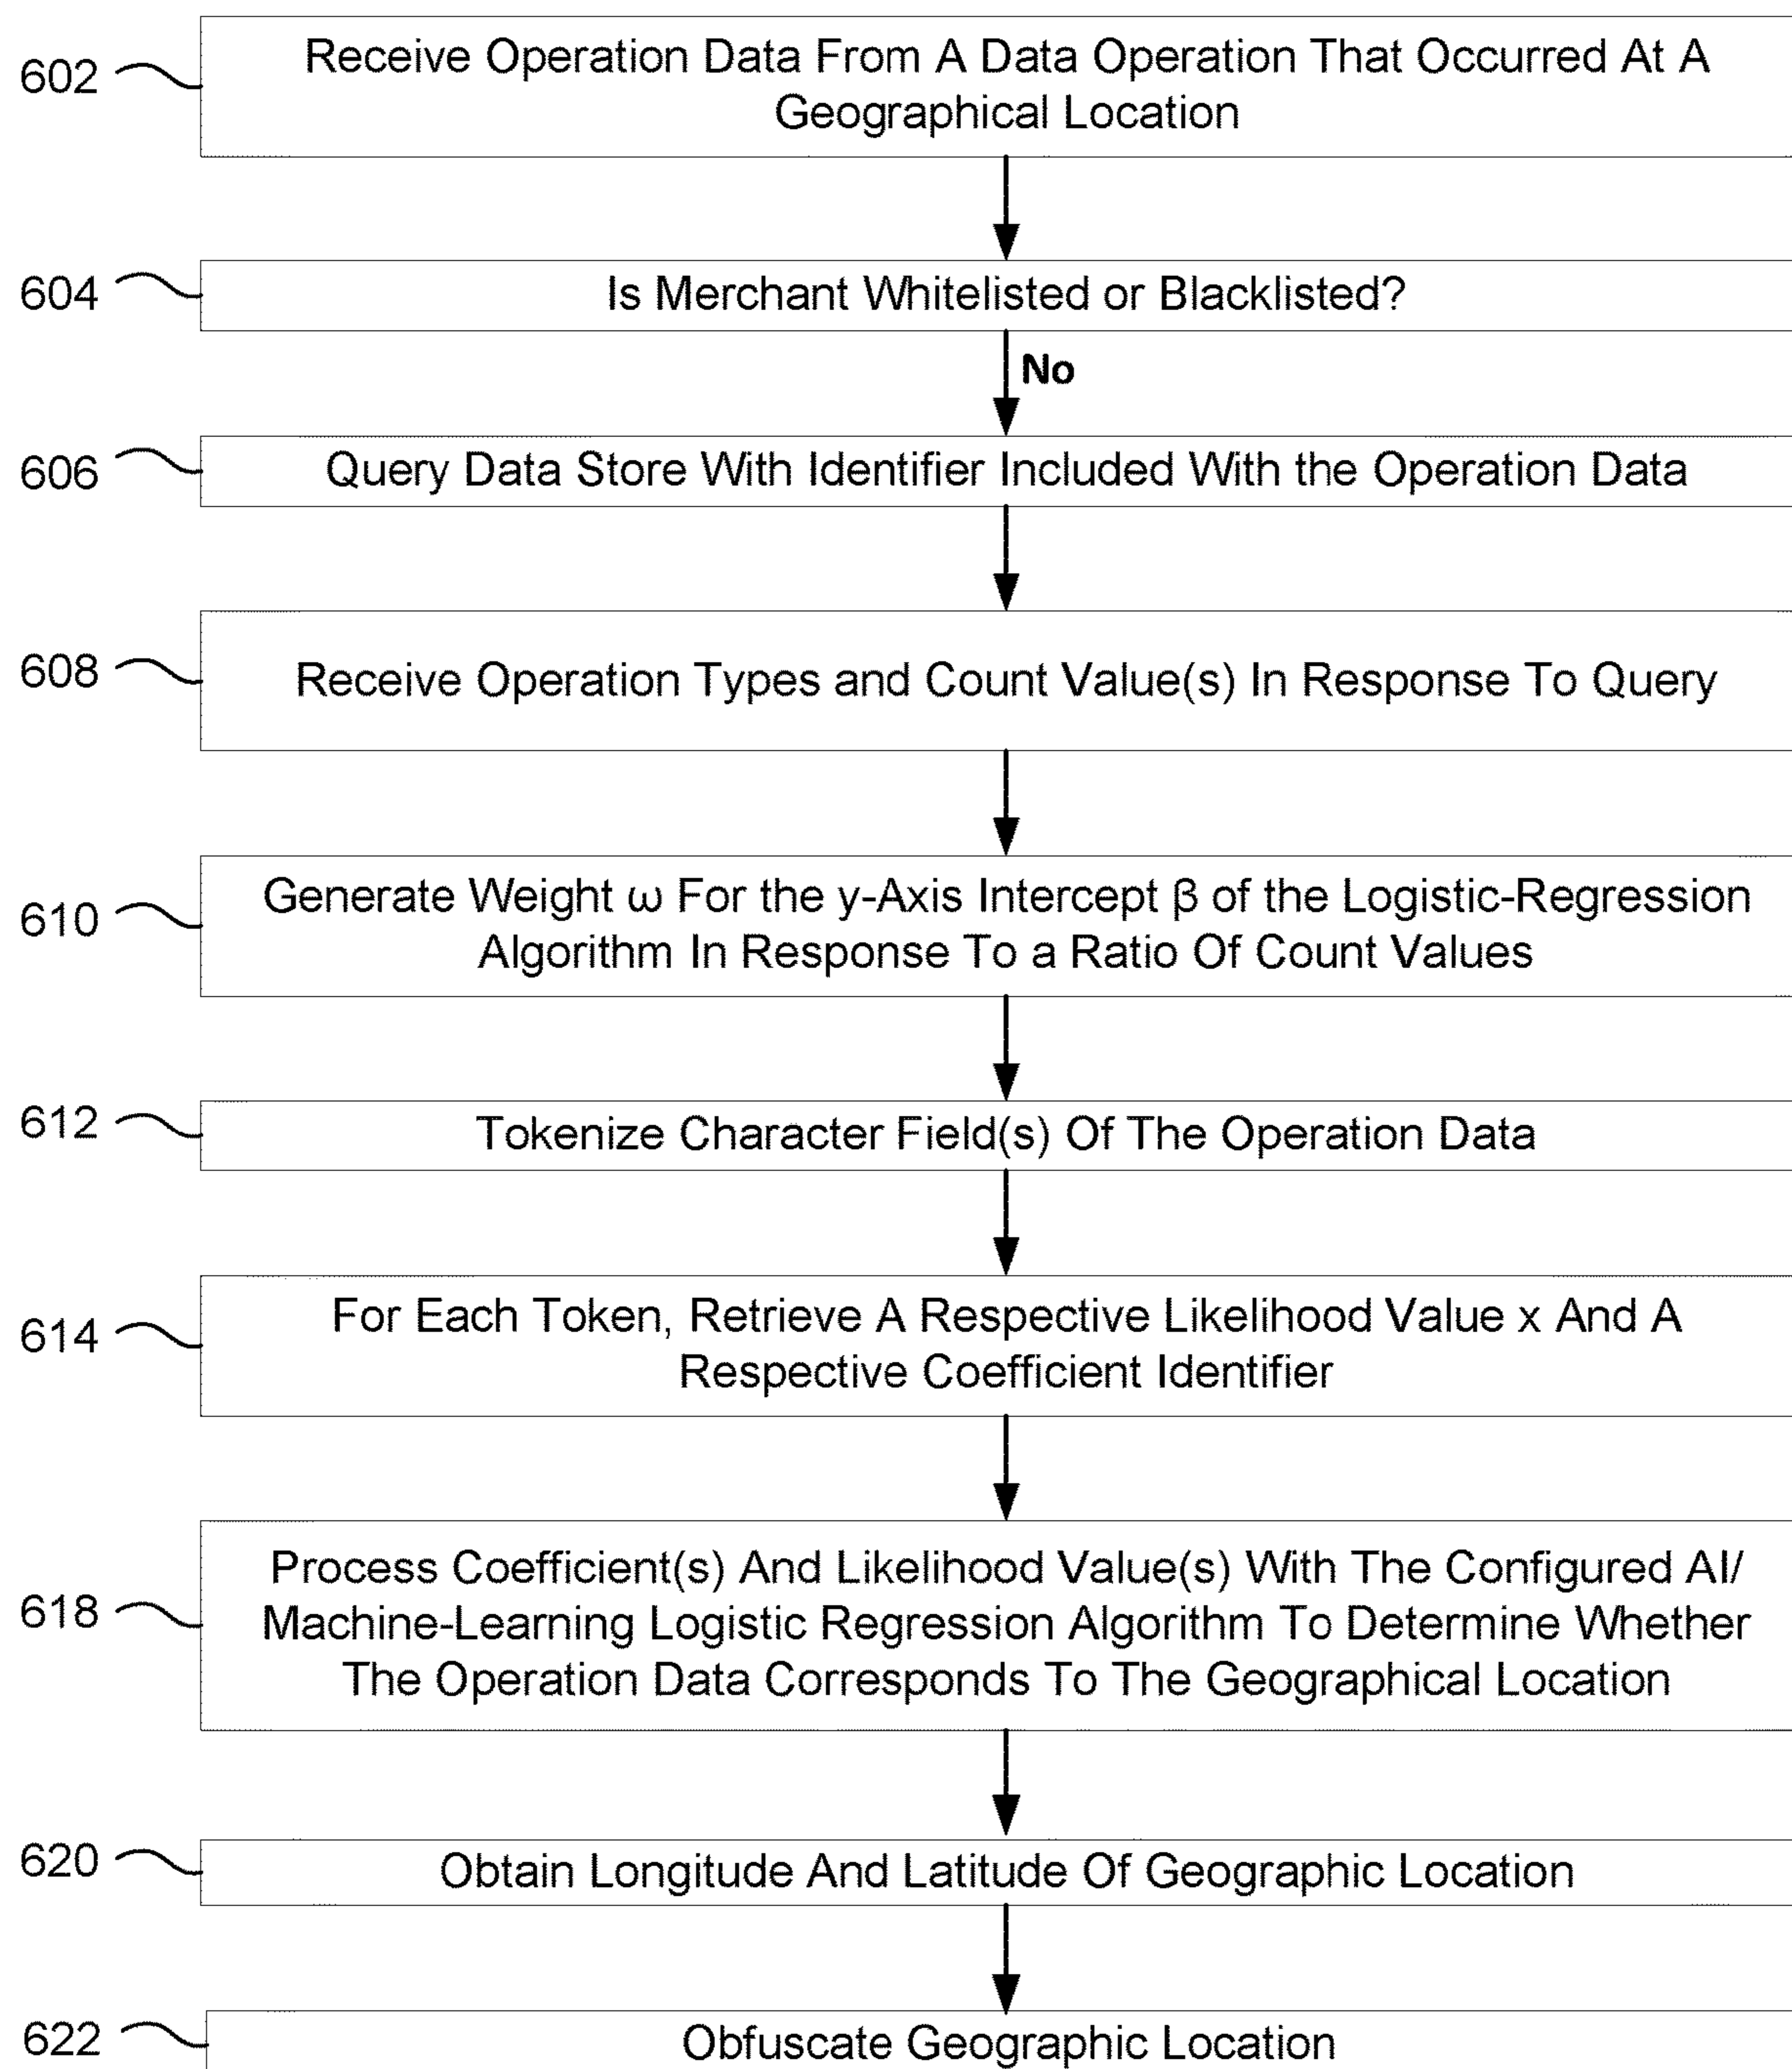 602
Receive Operation Data From A Data Operation That Occurred At A
Geographical Location
604
Is Merchant Whitelisted or Blacklisted?
No
606
Query Data Store With Identifier Included With the Operation Data
608
Receive Operation Types and Count Value(s) In Response To Query
610
Generate Weight ω For the y-Axis Intercept β of the Logistic-Regression
Algorithm In Response To a Ratio Of Count Values
612
Tokenize Character Field(s) Of The Operation Data
614
For Each Token, Retrieve A Respective Likelihood Value x And A
Respective Coefficient Identifier
618
Process Coefficient(s) And Likelihood Value(s) With The Configured AI/
Machine-Learning Logistic Regression Algorithm To Determine Whether
The Operation Data Corresponds To The Geographical Location
620
Obtain Longitude And Latitude Of Geographic Location
622
Obfuscate Geographic Location